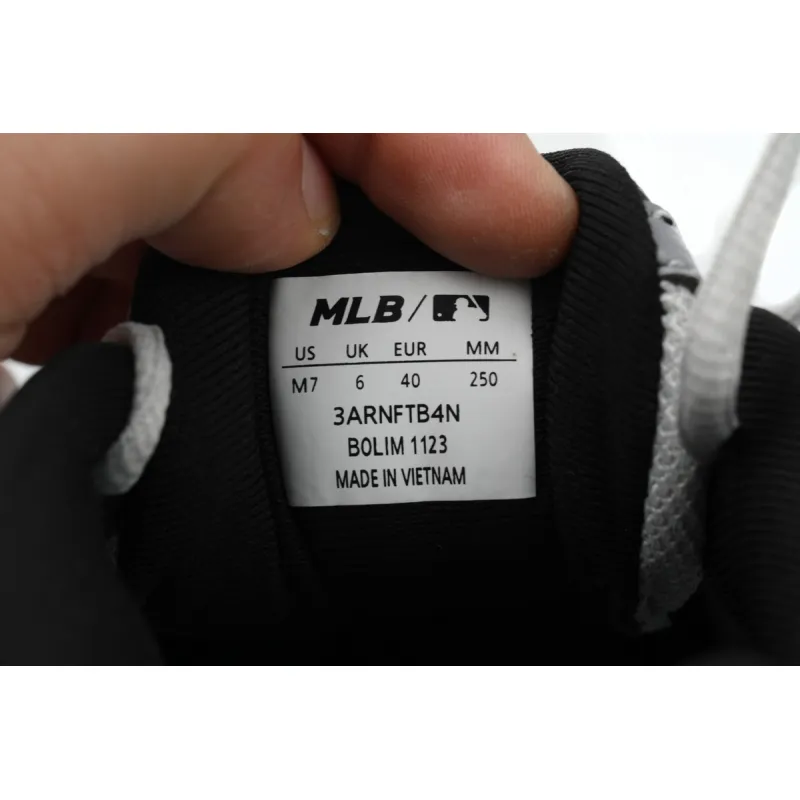 MLB/
US UK EUR MM
M7 6 40 250
3ARNFTB4N
BOLIM 1123
MADE IN VIETNAM